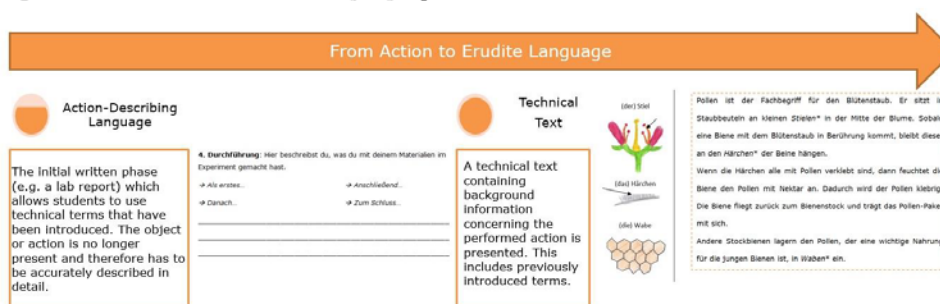 From Action to Erudite Language
Action-Describing
Language
The initial written phase
(e.g. a lab report) which
allows students to use
technical terms that have
been introduced. The object
or action is no longer
present and therefore has to
be accurately described in
detail.
4. Durchführung: Hier beschreibst du, was du mit deinem Materialien im
Experiment gemacht hast.
→ Als erstes...
→ Anschließend...
→ Danach...
→ Zum Schluss...
Technical
Text
A technical text
containing
background
information
concerning the
performed action is
presented. This
includes previously
introduced terms.
(der) Stiel
(das) Härchen
(die) Wabe
Pollen ist der Fachbegriff für den Blütenstaub. Er sitzt
Staubbeuteln an kleinen Stielen* in der Mitte der Blume.
eine Biene mit dem Blütenstaub in Berührung kommt, bleibt
an den Härchen* der Beine hängen.
Wenn die Härchen alle mit Pollen verklebt sind, dann feuchtet
Biene den Pollen mit Nektar an. Dadurch wird der Pollen
Die Biene fliegt zurück zum Bienenstock und trägt das
mit sich.
Andere Stockbienen lagern den Pollen, der eine wichtige Nahrung
für die jungen Bienen ist, in Waben* ein.